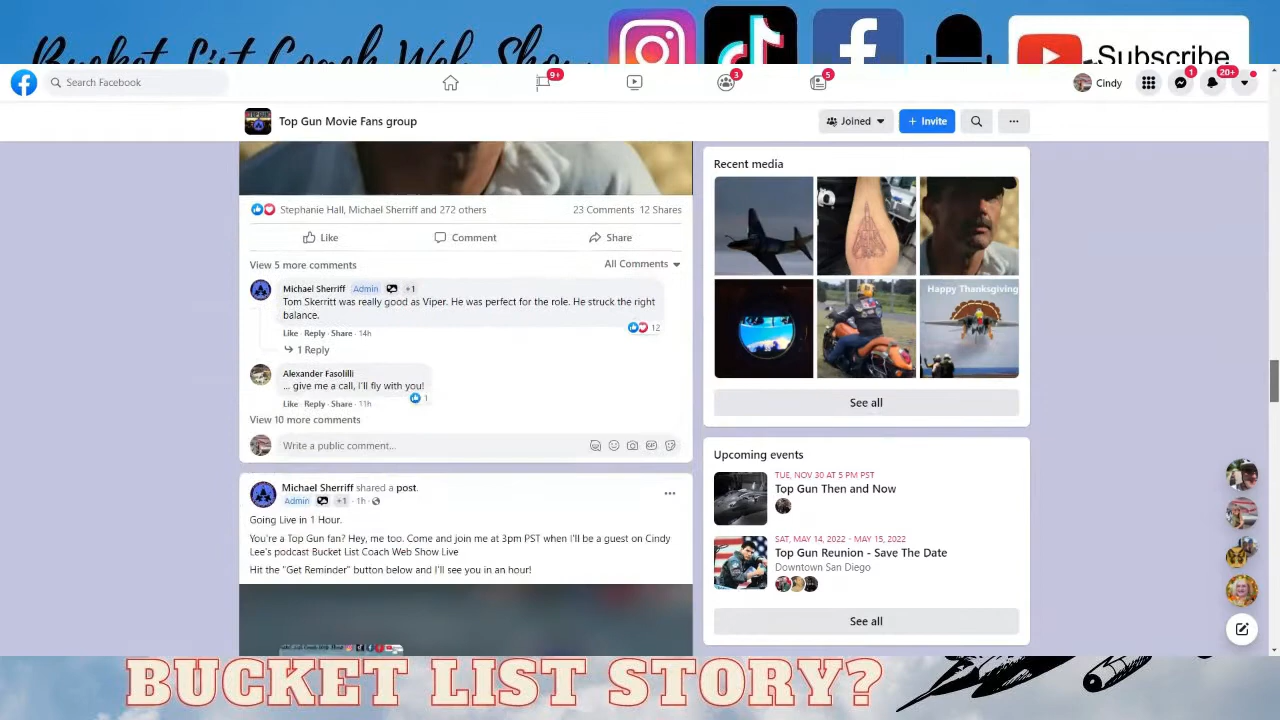 Bucket List Coach Web Show
Subscribe
Search Facebook
9+
3
5
Cindy
1
20+
Top Gun Movie Fans group
Joined
+ Invite
Stephanie Hall, Michael Sherriff and 272 others
23 Comments 12 Shares
Like
Comment
Share
View 5 more comments
All Comments
Michael Sherriff Admin +1
Tom Skerritt was really good as Viper. He was perfect for the role. He struck the right
balance.
12
Like · Reply · Share · 14h
1 Reply
Alexander Fasolilli
... give me a call, I'll fly with you!
1
Like · Reply · Share · 11h
View 10 more comments
Write a public comment...
GIF
Michael Sherriff shared a post.
Admin +1 · 1h ·
Going Live in 1 Hour.
You're a Top Gun fan? Hey, me too. Come and join me at 3pm PST when I'll be a guest on Cindy
Lee's podcast Bucket List Coach Web Show Live
Hit the "Get Reminder" button below and I'll see you in an hour!
Recent media
Happy Thanksgiving
See all
Upcoming events
TUE, NOV 30 AT 5 PM PST
Top Gun Then and Now
SAT, MAY 14, 2022 - MAY 15, 2022
Top Gun Reunion - Save The Date
Downtown San Diego
See all
BUCKET LIST STORY?